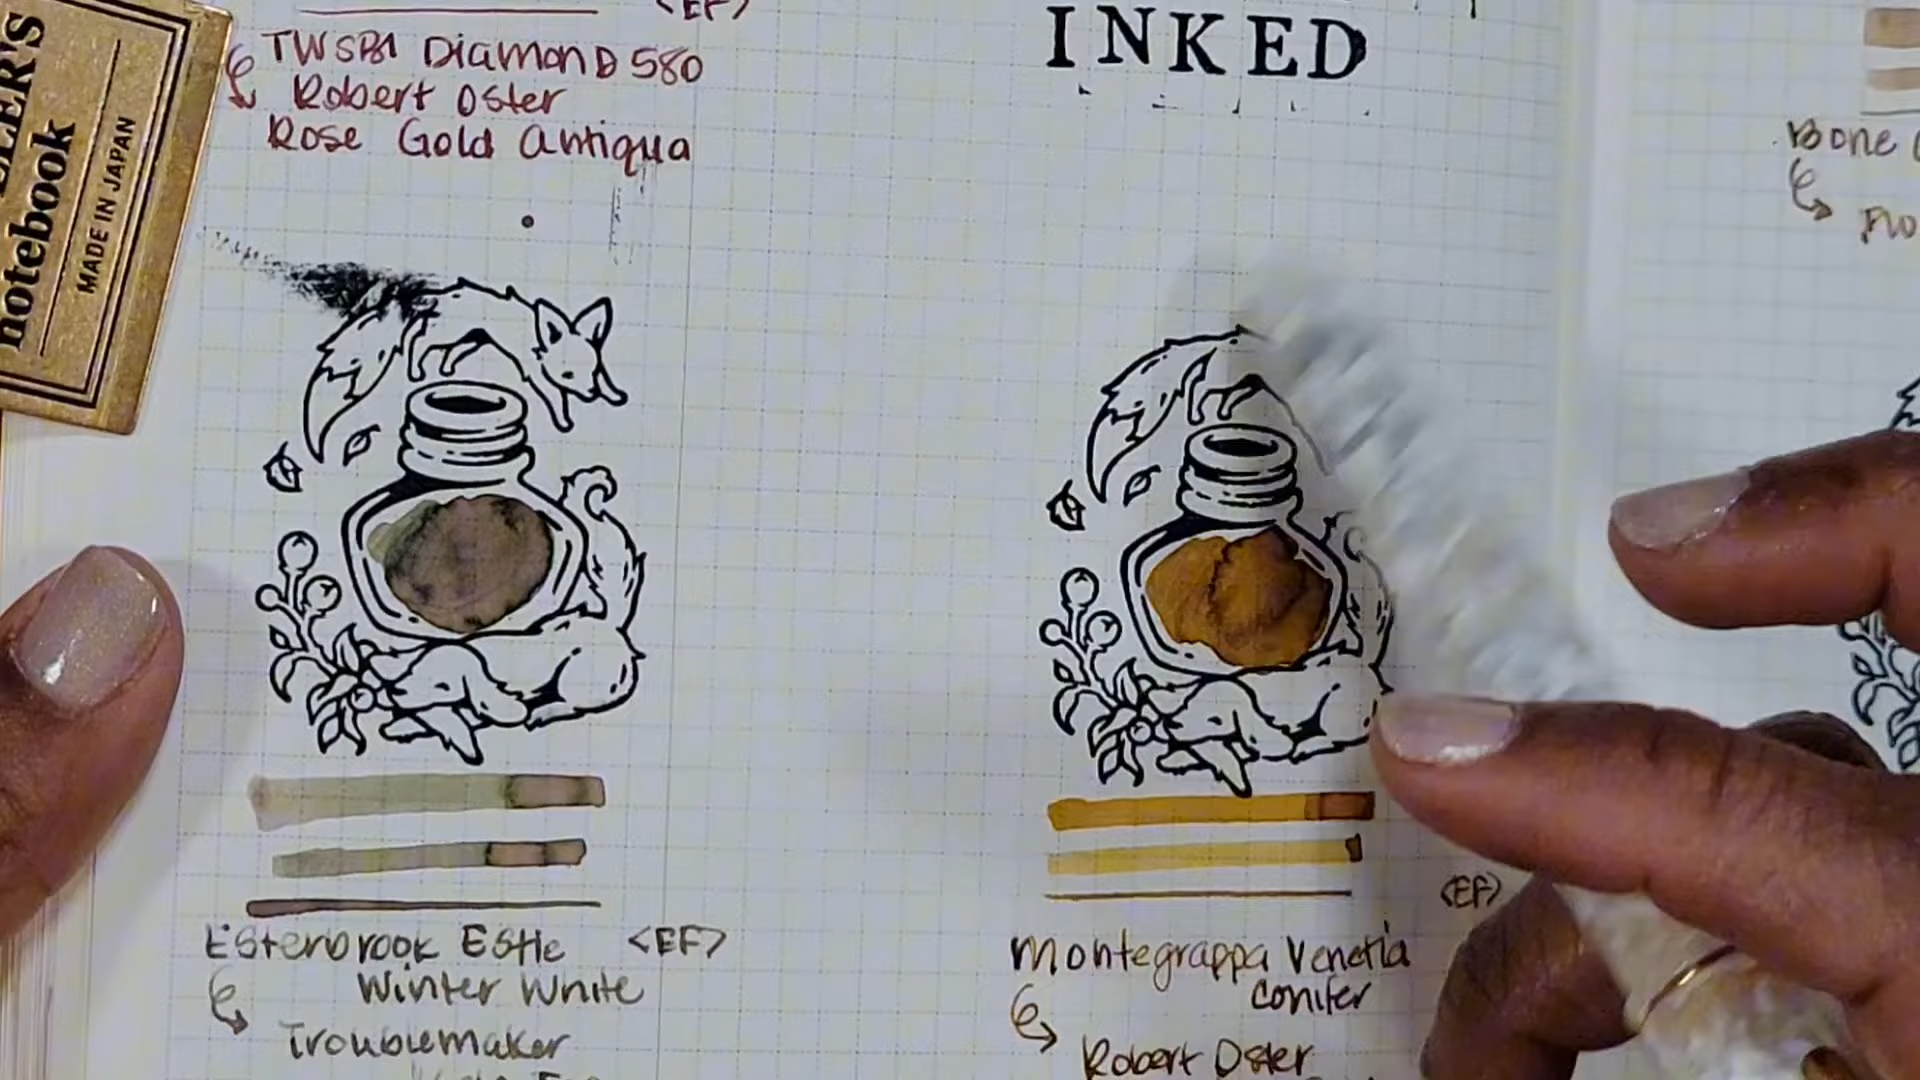 <EF>
TWSBI Diamond 580
Robert Oster
Rose Gold Antiqua
INKED
notebook
MADE IN JAPAN
Bone
Esterbrook Estie <EF>
Winter White
Troublemaker
<EF>
Montegrappa Venetia
Conifer
Robert Oster